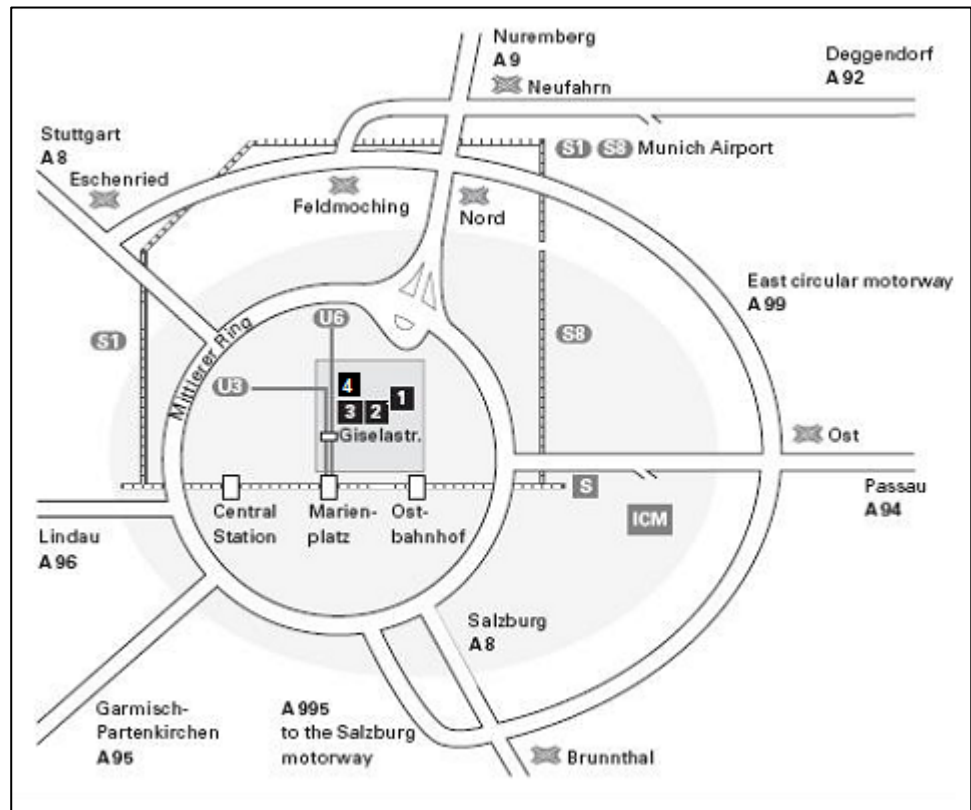 Nuremberg
A 9
Neufahrn
Deggendorf
A 92
Stuttgart
A 8
Eschenried
S1 S8 Munich Airport
Feldmoching
Nord
East circular motorway
A 99
S1
Mittlerer Ring
U6
S8
U3
4
1
3 2
Giselastr.
Ost
S
Passau
A 94
Central
Station
Marien-
platz
Ost-
bahnhof
ICM
Lindau
A 96
Salzburg
A 8
Garmisch-
Partenkirchen
A 95
A 995
to the Salzburg
motorway
Brunnthal